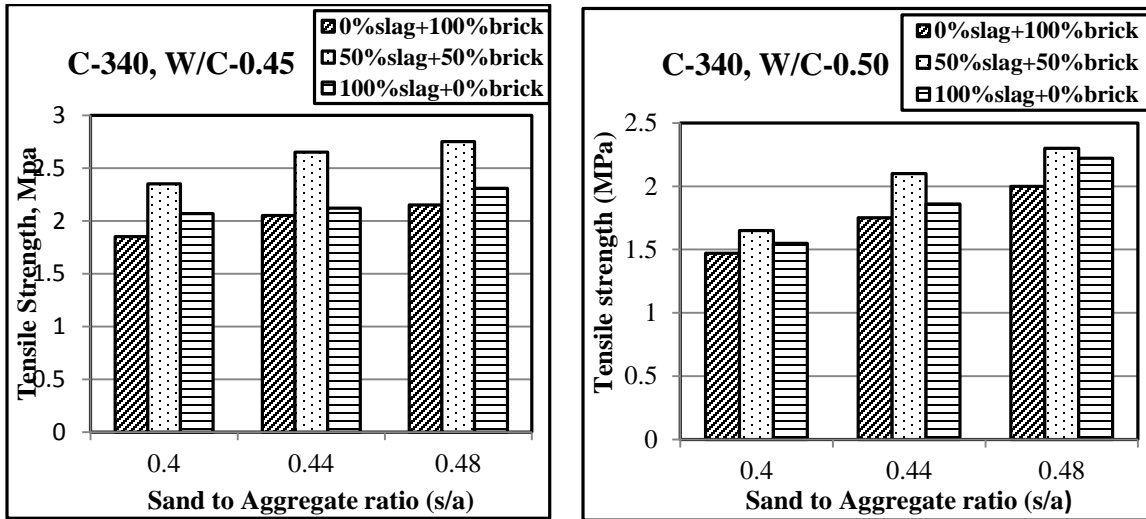 C-340, W/C-0.45
0%slag+100%brick
50%slag+50%brick
100%slag+0%brick
Tensile Strength, Mpa
3
2.5
2
1.5
1
0.5
0
0.4 0.44 0.48
Sand to Aggregate ratio (s/a)
C-340, W/C-0.50
0%slag+100%brick
50%slag+50%brick
100%slag+0%brick
Tensile strength (MPa)
2.5
2
1.5
1
0.5
0
0.4 0.44 0.48
Sand to Aggregate ratio (s/a)